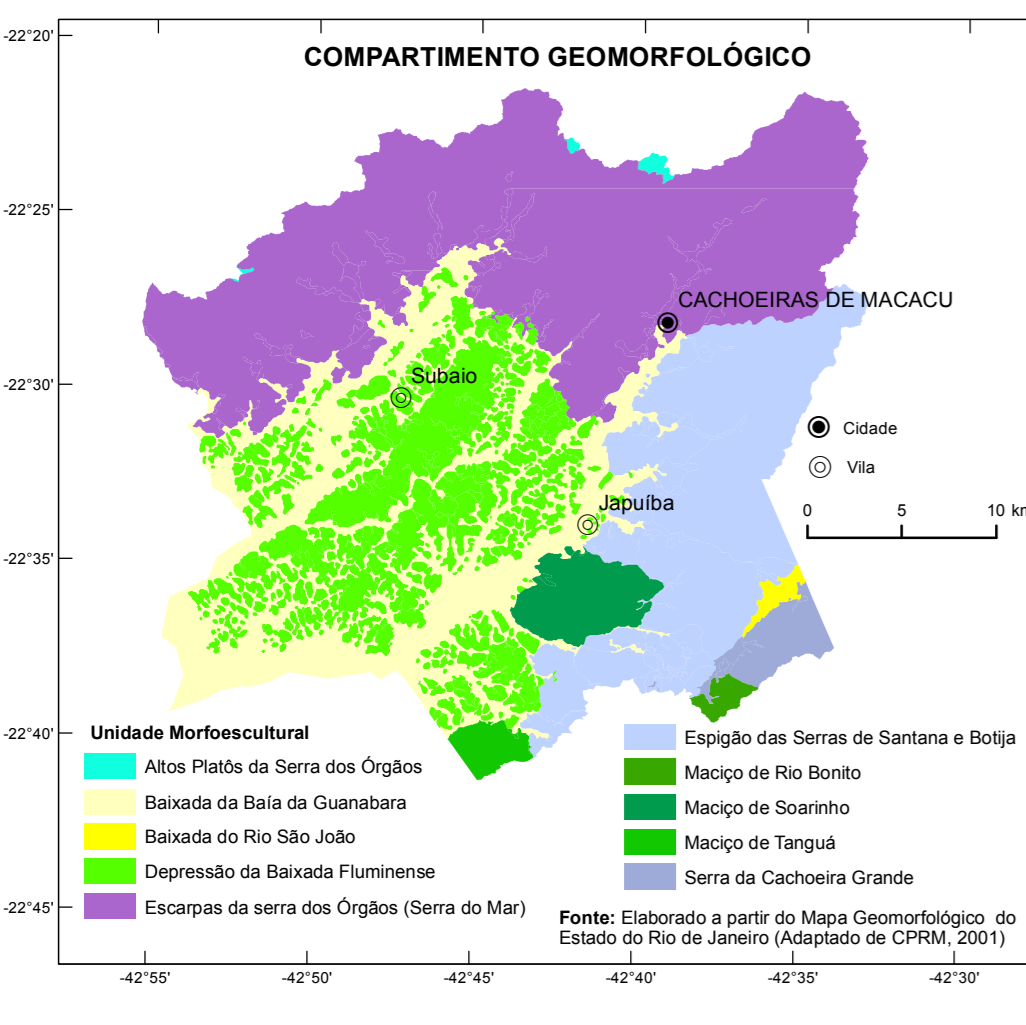 COMPARTIMENTO GEOMORFOLÓGICO
-22°20'
-22°25'
-22°30'
-22°35'
-22°40'
-22°45'
CACHOEIRAS DE MACACU
Subaio
Japuíba
Cidade
Vila
0 5 10 km
Unidade Morfoescultural
Altos Platôs da Serra dos Órgãos
Baixada da Baía da Guanabara
Baixada do Rio São João
Depressão da Baixada Fluminense
Escarpas da serra dos Órgãos (Serra do Mar)
Espigão das Serras de Santana e Botija
Maciço de Rio Bonito
Maciço de Soarinho
Maciço de Tanguá
Serra da Cachoeira Grande
Fonte: Elaborado a partir do Mapa Geomorfológico do
Estado do Rio de Janeiro (Adaptado de CPRM, 2001)
-42°55' -42°50' -42°45' -42°40' -42°35' -42°30'